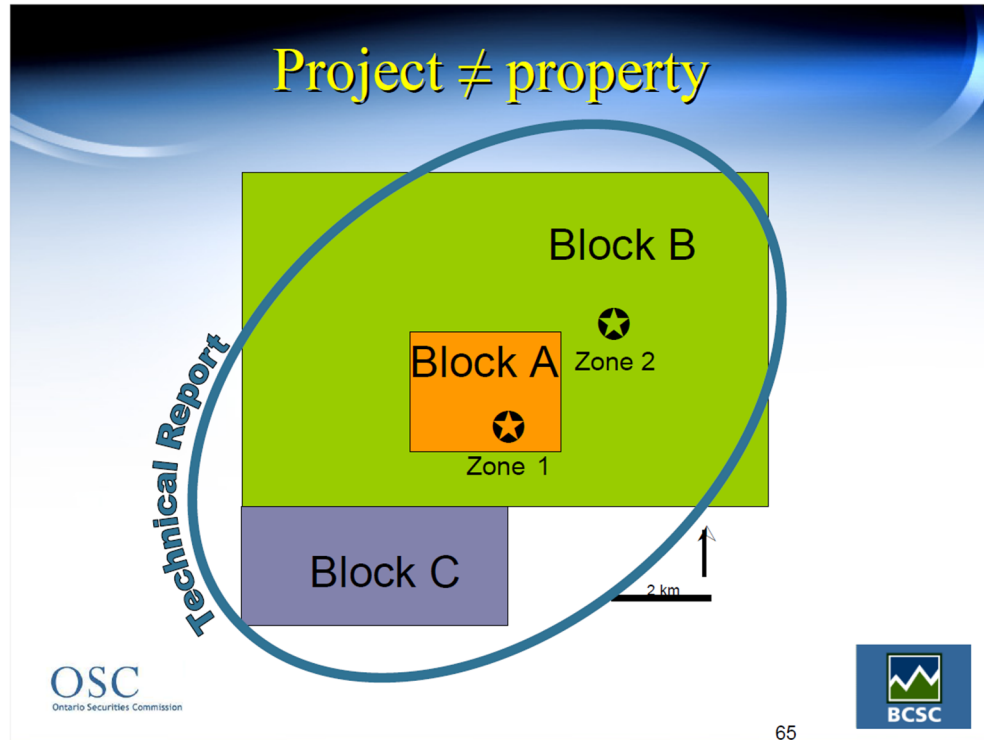 Project ≠ property
Block B
Zone 2
Block A
Zone 1
Technical Report
Block C
2 km
OSC
Ontario Securities Commission
BCSC
65